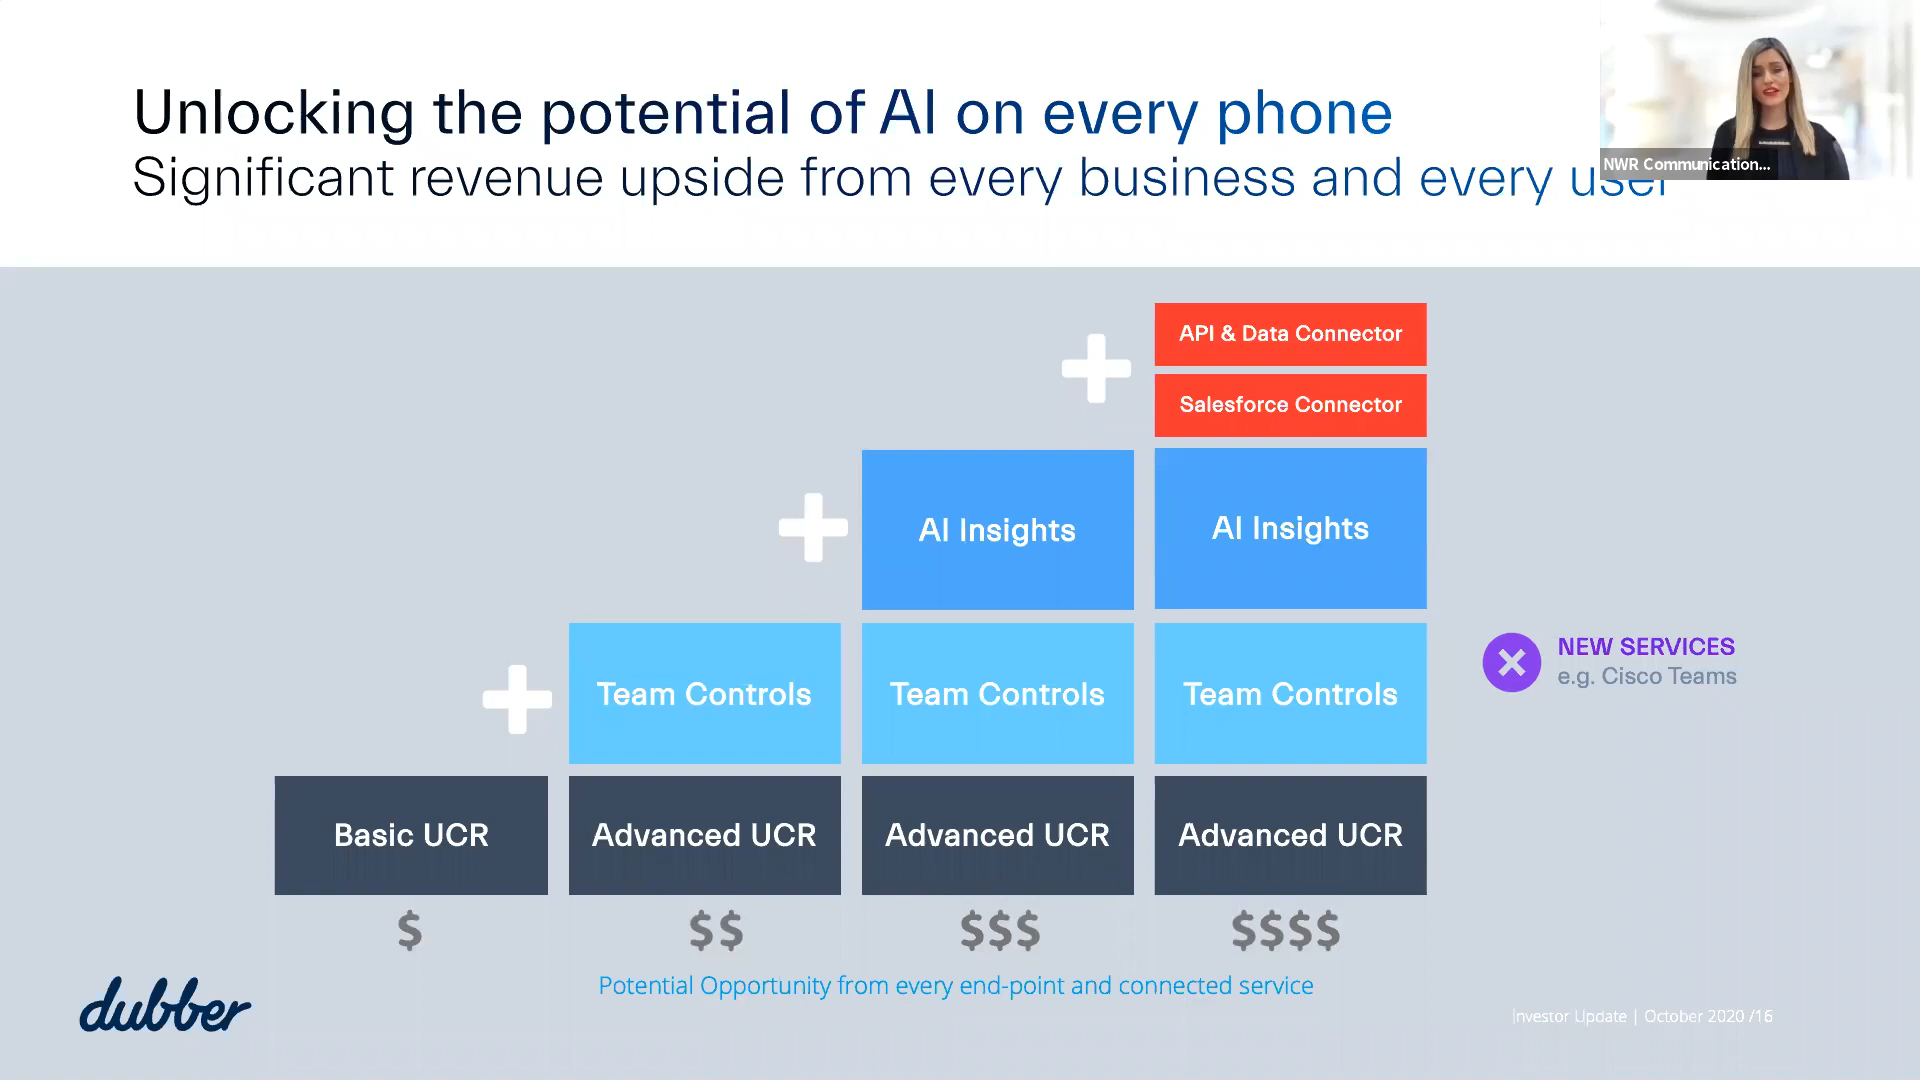 Unlocking the potential of AI on every phone
Significant revenue upside from every business and every user
NWR Communication...
API & Data Connector
Salesforce Connector
AI Insights
AI Insights
NEW SERVICES
e.g. Cisco Teams
Team Controls
Team Controls
Team Controls
Basic UCR
Advanced UCR
Advanced UCR
Advanced UCR
$
$$
$$$
$$$$
Potential Opportunity from every end-point and connected service
dubber
Investor Update | October 2020 /16